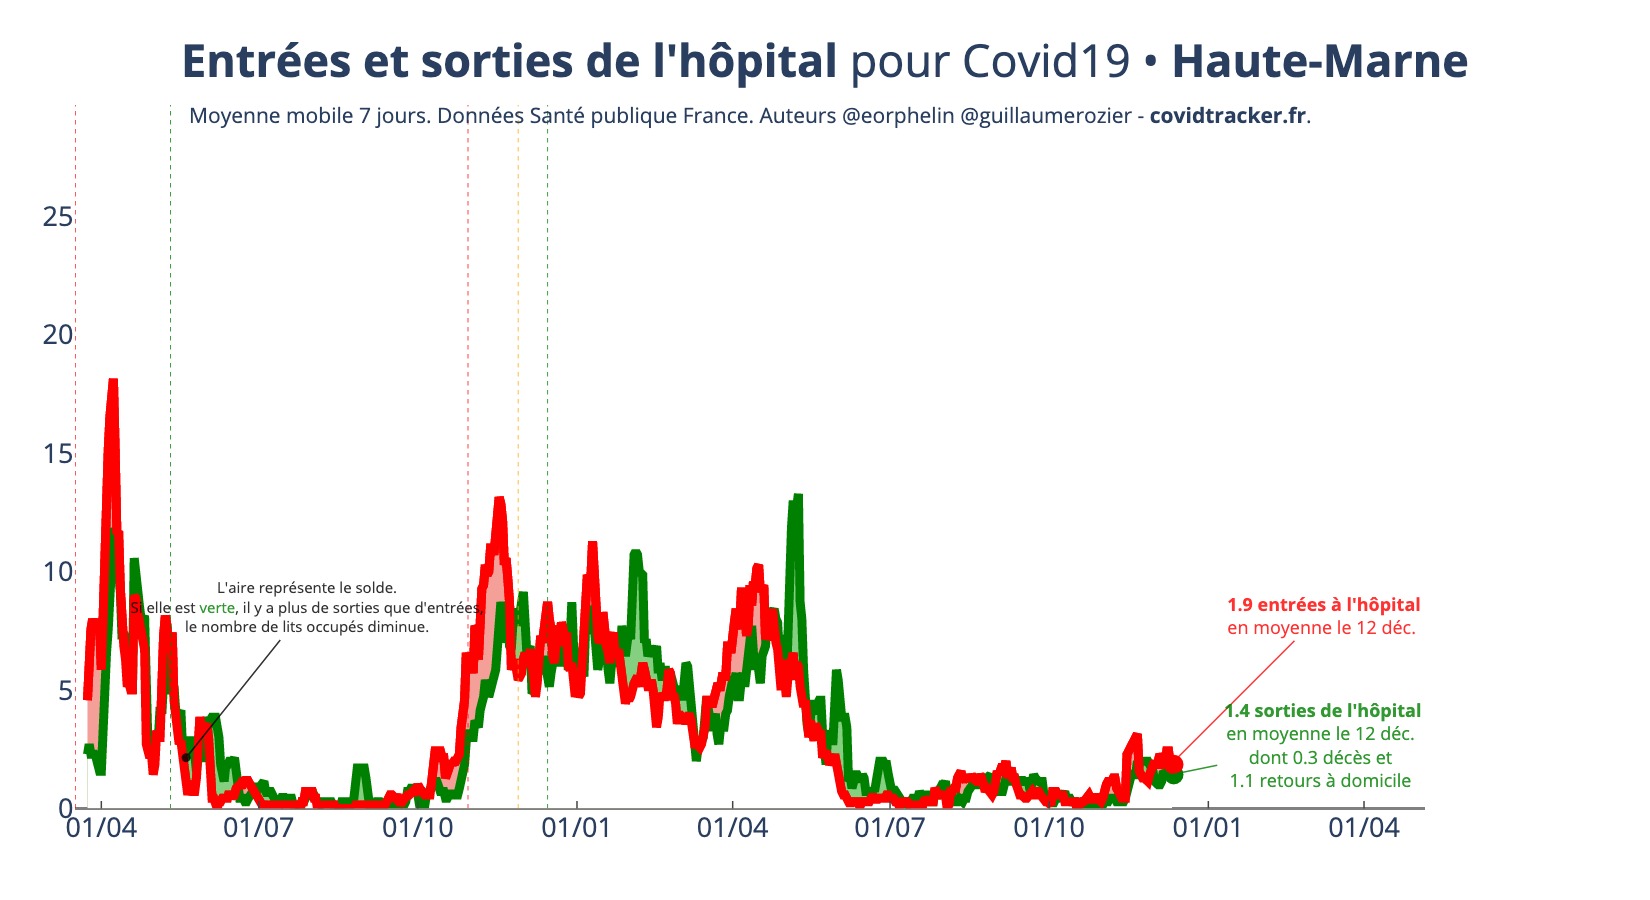 Entrées et sorties de l'hôpital pour Covid19 • Haute-Marne
Moyenne mobile 7 jours. Données Santé publique France. Auteurs @eorphelin @guillaumerozier - covidtracker.fr.
25
20
15
10
5
0
L'aire représente le solde.
Si elle est verte, il y a plus de sorties que d'entrées,
le nombre de lits occupés diminue.
1.9 entrées à l'hôpital
en moyenne le 12 déc.
1.4 sorties de l'hôpital
en moyenne le 12 déc.
dont 0.3 décès et
1.1 retours à domicile
01/04 01/07 01/10 01/01 01/04 01/07 01/10 01/01 01/04